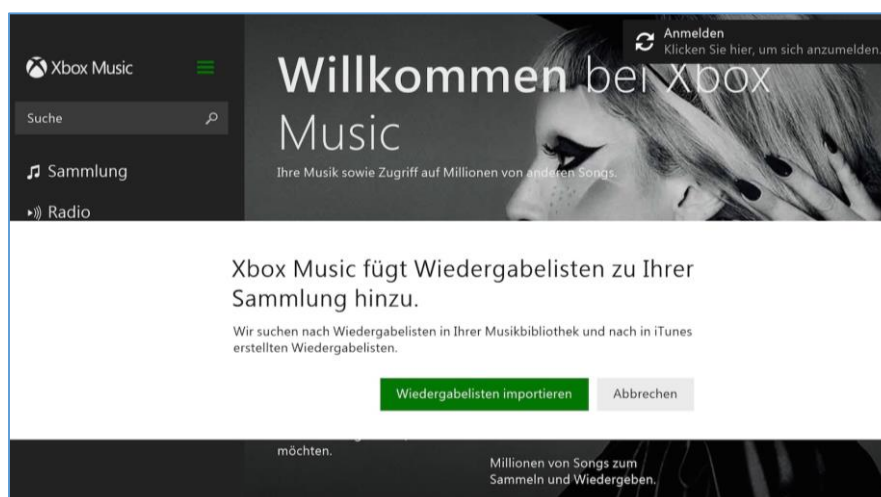 Xbox Music
Suche
Sammlung
Radio
Willkommen bei Xbox
Music
Ihre Musik sowie Zugriff auf Millionen von anderen Songs.
Anmelden
Klicken Sie hier, um sich anzumelden.
Xbox Music fügt Wiedergabelisten zu Ihrer
Sammlung hinzu.
Wir suchen nach Wiedergabelisten in Ihrer Musikbibliothek und nach in iTunes
erstellten Wiedergabelisten.
Wiedergabelisten importieren
Abbrechen
möchten.
Millionen von Songs zum
Sammeln und Wiedergeben.